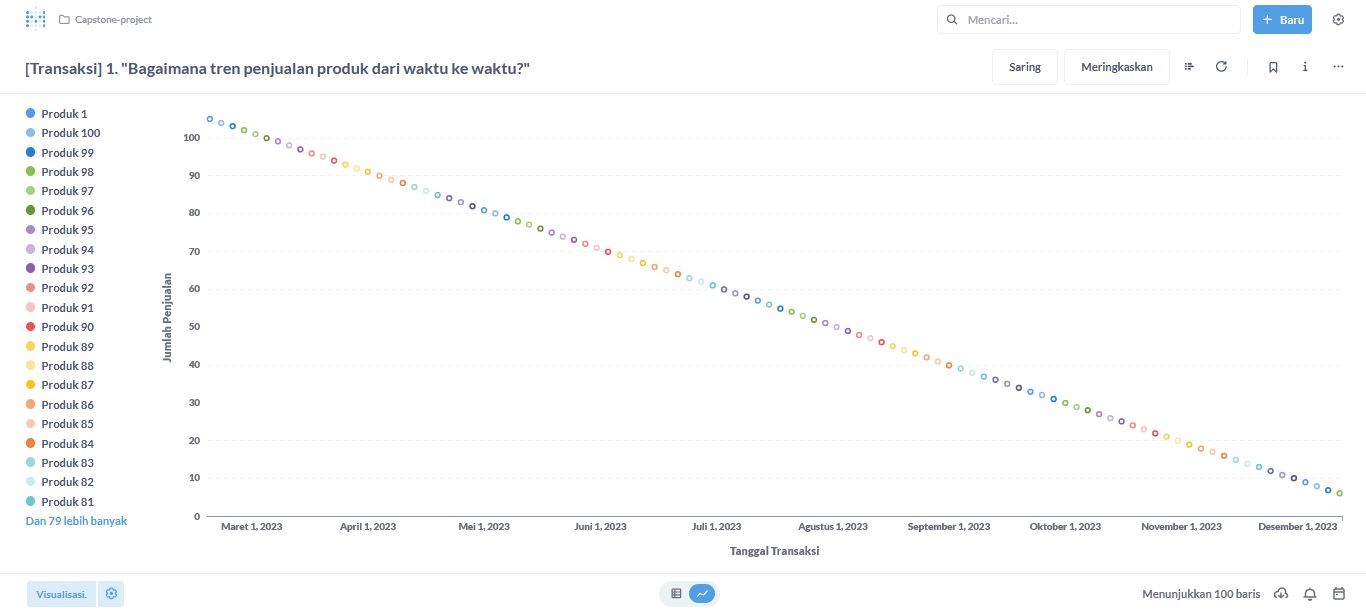 Capstone-project
Mencari...
Baru
[Transaksi] 1. "Bagaimana tren penjualan produk dari waktu ke waktu?"
Saring
Meringkaskan
Produk 1
Produk 100
Produk 99
Produk 98
Produk 97
Produk 96
Produk 95
Produk 94
Produk 93
Produk 92
Produk 91
Produk 90
Produk 89
Produk 88
Produk 87
Produk 86
Produk 85
Produk 84
Produk 83
Produk 82
Produk 81
Dan 79 lebih banyak
Jumlah Penjualan
100
90
80
70
60
50
40
30
20
10
0
Maret 1, 2023
April 1, 2023
Mei 1, 2023
Juni 1, 2023
Juli 1, 2023
Agustus 1, 2023
September 1, 2023
Oktober 1, 2023
November 1, 2023
Desember 1, 2023
Tanggal Transaksi
Visualisasi.
Menunjukkan 100 baris